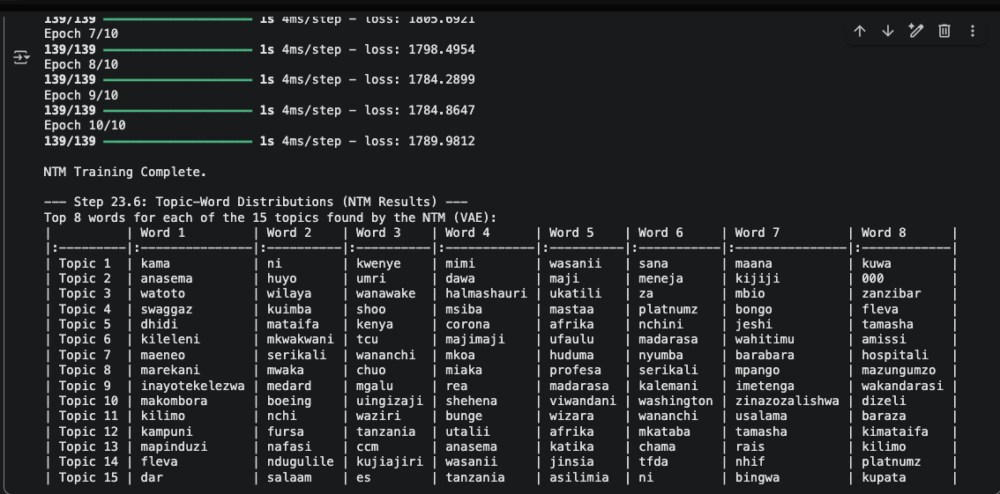 139/139 ━━━━━━━━━━━━━━━━━━━━ 1s 4ms/step - loss: 1805.6921
Epoch 7/10
139/139 ━━━━━━━━━━━━━━━━━━━━ 1s 4ms/step - loss: 1798.4954
Epoch 8/10
139/139 ━━━━━━━━━━━━━━━━━━━━ 1s 4ms/step - loss: 1784.2899
Epoch 9/10
139/139 ━━━━━━━━━━━━━━━━━━━━ 1s 4ms/step - loss: 1784.8647
Epoch 10/10
139/139 ━━━━━━━━━━━━━━━━━━━━ 1s 4ms/step - loss: 1789.9812
NTM Training Complete.
--- Step 23.6: Topic-Word Distributions (NTM Results) ---
Top 8 words for each of the 15 topics found by the NTM (VAE):
| | Word 1 | Word 2 | Word 3 | Word 4 | Word 5 | Word 6 | Word 7 | Word 8 |
|:---------|:---------------|:----------|:----------|:------------|:----------|:-----------|:---------------|:------------|
| Topic 1 | kama | ni | kwenye | mimi | wasanii | sana | maana | kuwa |
| Topic 2 | anasema | huyo | umri | dawa | maji | meneja | kijiji | 000 |
| Topic 3 | watoto | wilaya | wanawake | halmashauri | ukatili | za | mbio | zanzibar |
| Topic 4 | swaggaz | kuimba | shoo | msiba | mastaa | platnumz | bongo | fleva |
| Topic 5 | dhidi | mataifa | kenya | corona | afrika | nchini | jeshi | tamasha |
| Topic 6 | kileleni | mkwakwani | tcu | majimaji | ufaulu | madarasa | wahitimu | amissi |
| Topic 7 | maeneo | serikali | wananchi | mkoa | huduma | nyumba | barabara | hospitali |
| Topic 8 | marekani | mwaka | chuo | miaka | profesa | serikali | mpango | mazungumzo |
| Topic 9 | inayotekelezwa | medard | mgalu | rea | madarasa | kalemani | imetenga | wakandarasi |
| Topic 10 | makombora | boeing | uingizaji | shehena | viwandani | washington | zinazozalishwa | dizeli |
| Topic 11 | kilimo | nchi | waziri | bunge | wizara | wananchi | usalama | baraza |
| Topic 12 | kampuni | fursa | tanzania | utalii | afrika | mkataba | tamasha | kimataifa |
| Topic 13 | mapinduzi | nafasi | ccm | anasema | katika | chama | rais | kilimo |
| Topic 14 | fleva | ndugulile | kujiajiri | wasanii | jinsia | tfda | nhif | platnumz |
| Topic 15 | dar | salaam | es | tanzania | asilimia | ni | bingwa | kupata |